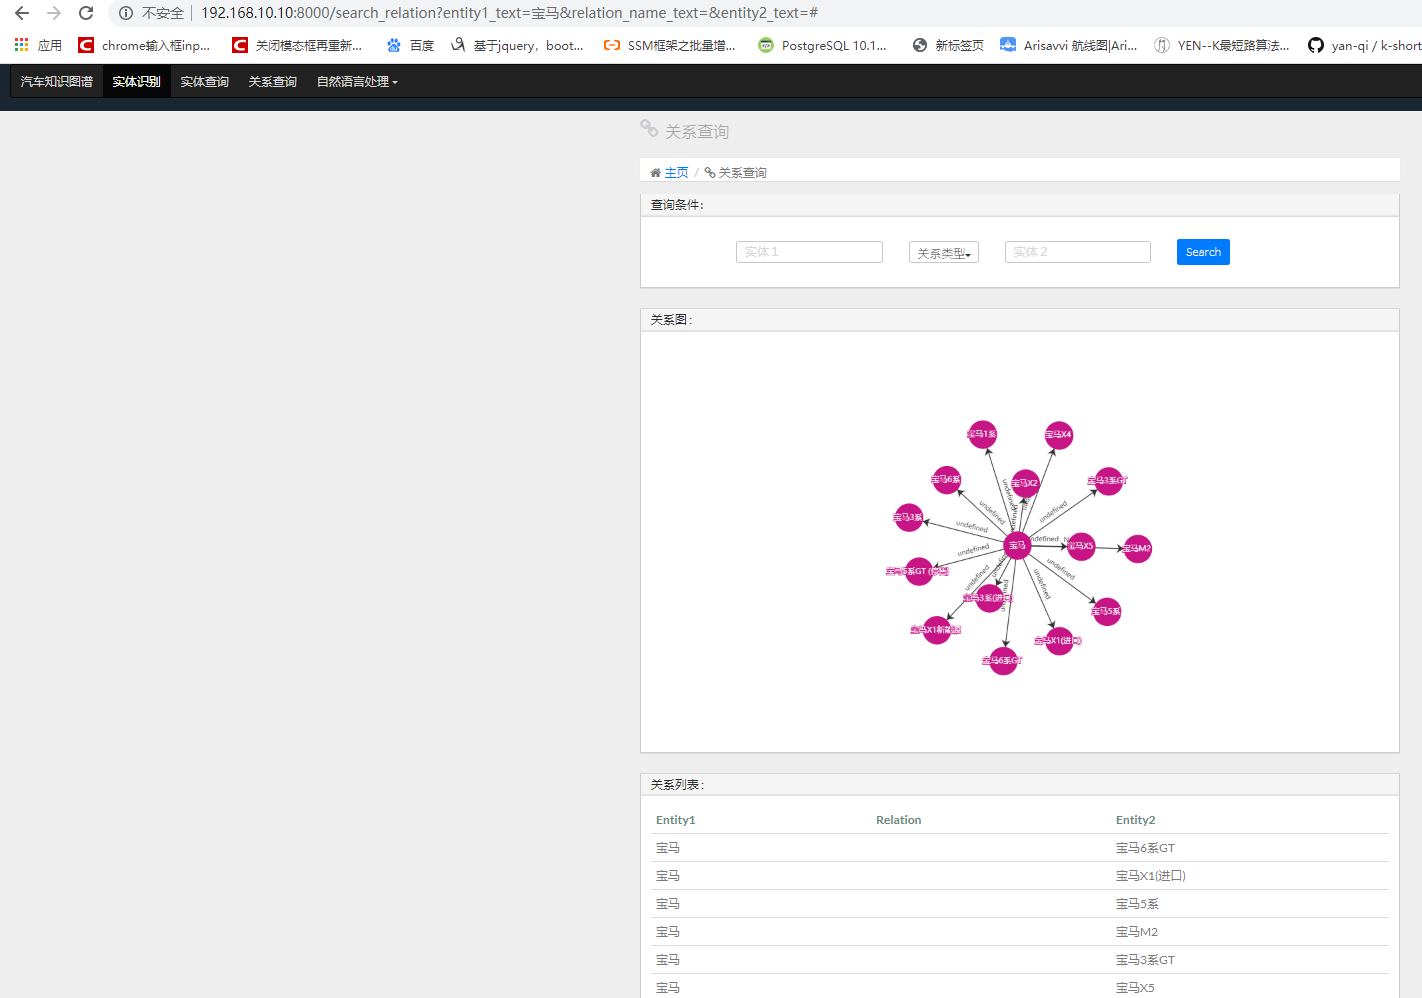 不安全 192.168.10.10:8000/search_relation?entity1_text=宝马&relation_name_text=&entity2_text=#
应用 chrome输入框inp... 关闭模态框再重新... 百度 基于jquery，boot... SSM框架之批量增... PostgreSQL 10.1... 新标签页 Arisavvi 航线图|Ari... YEN--K最短路算法... yan-qi / k-short
汽车知识图谱 实体识别 实体查询 关系查询 自然语言处理
关系查询
主页 / 关系查询
查询条件：
实体 1 关系类型 实体 2 Search
关系图：
宝马1系 宝马X4
宝马6系 宝马X2 宝马3系GT
undefined undefined undefined
宝马3系 undefined
宝马 undefined 宝马X5 宝马M2
undefined undefined
宝马5系GT
undefined undefined
宝马3系(进口) 宝马5系
宝马X1新能源 宝马X1(进口)
宝马6系GT
关系列表：
Entity1 Relation Entity2
宝马 宝马6系GT
宝马 宝马X1(进口)
宝马 宝马5系
宝马 宝马M2
宝马 宝马3系GT
宝马 宝马X5